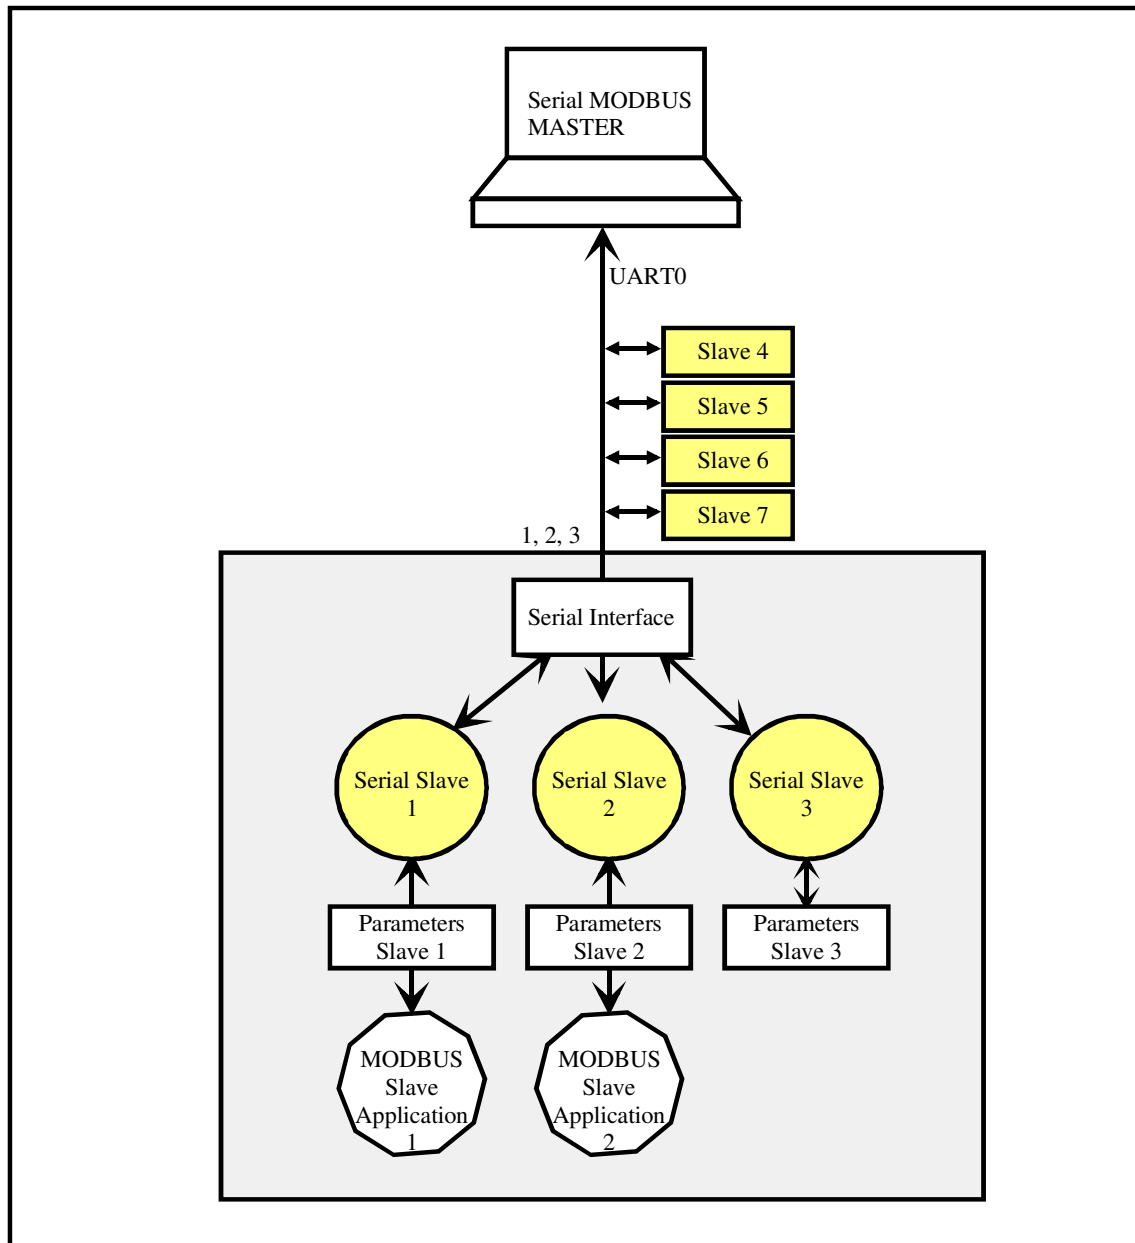 Serial MODBUS
MASTER
UART0
Slave 4
Slave 5
Slave 6
Slave 7
1, 2, 3
Serial Interface
Serial Slave
1
Serial Slave
2
Serial Slave
3
Parameters
Slave 1
Parameters
Slave 2
Parameters
Slave 3
MODBUS
Slave
Application
1
MODBUS
Slave
Application
2